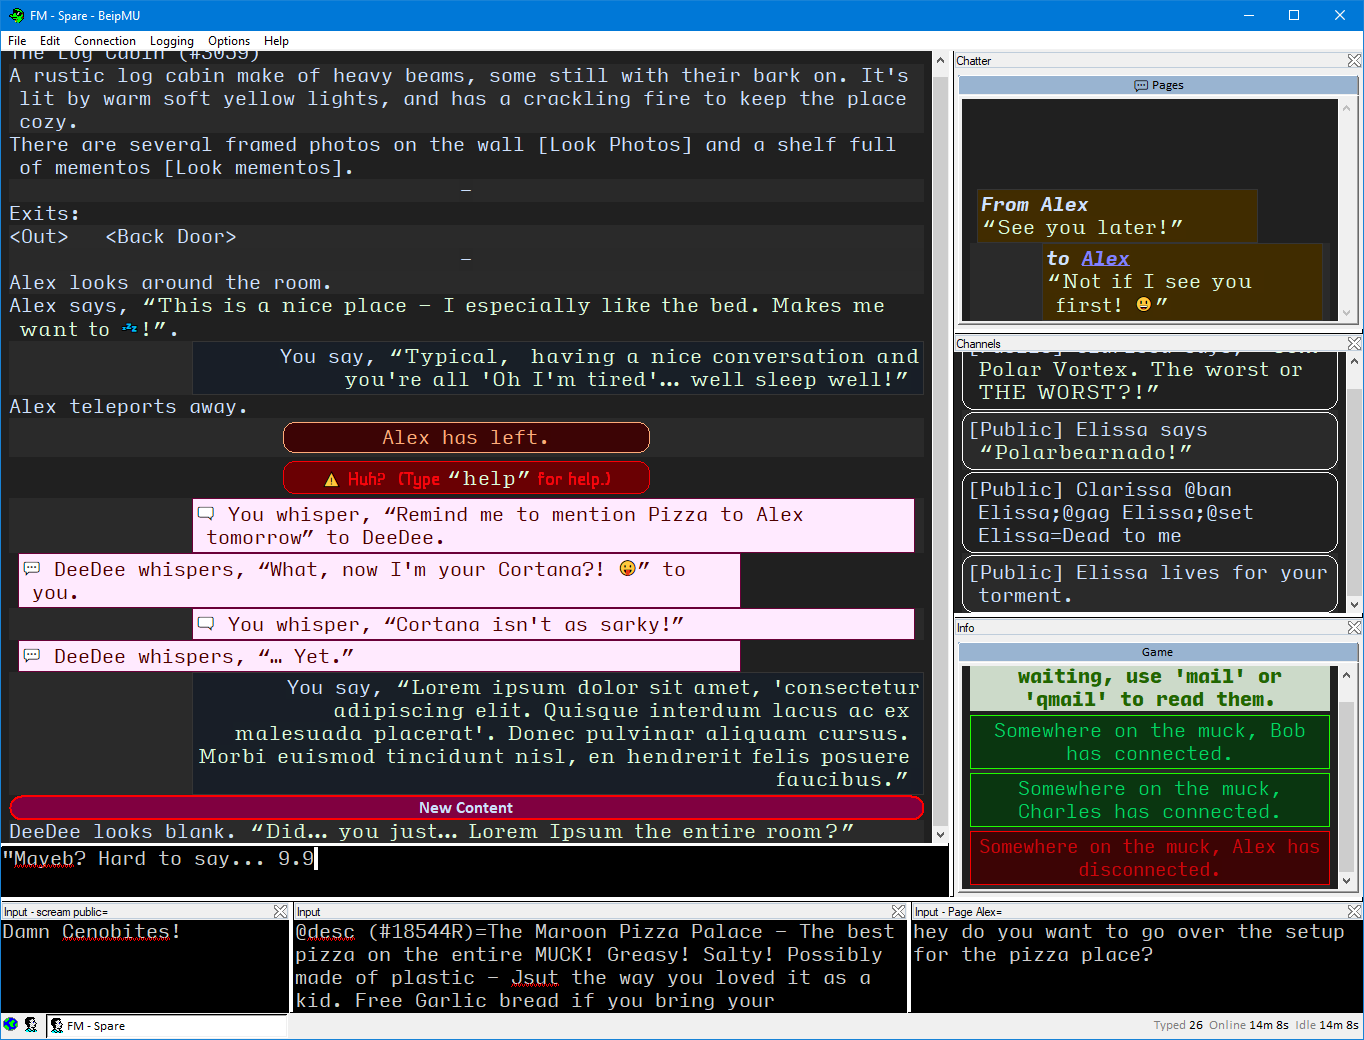 FM - Spare - BeipMU
File Edit Connection Logging Options Help
The Log Cabin (#3059)
A rustic log cabin make of heavy beams, some still with their bark on. It's
lit by warm soft yellow lights, and has a crackling fire to keep the place
cozy.
There are several framed photos on the wall [Look Photos] and a shelf full
of mementos [Look mementos].
—
Exits:
<Out> <Back Door>
—
Alex looks around the room.
Alex says, “This is a nice place – I especially like the bed. Makes me
want to 💤!”.
You say, “Typical, having a nice conversation and
you're all 'Oh I'm tired'… well sleep well!”
Alex teleports away.
Alex has left.
⚠ Huh? (Type “help” for help.)
You whisper, “Remind me to mention Pizza to Alex
tomorrow” to DeeDee.
DeeDee whispers, “What, now I'm your Cortana?! 😛” to
you.
You whisper, “Cortana isn't as sarky!”
DeeDee whispers, “… Yet.”
You say, “Lorem ipsum dolor sit amet, 'consectetur
adipiscing elit. Quisque interdum lacus ac ex
malesuada placerat'. Donec pulvinar aliquam cursus.
Morbi euismod tincidunt nisl, en hendrerit felis posuere
faucibus.”
New Content
DeeDee looks blank. “Did… you just… Lorem Ipsum the entire room?”
"Mayeb? Hard to say... 9.9
Chatter
Pages
From Alex
“See you later!”
to Alex
“Not if I see you
first! 😀”
Channels
Polar Vortex. The worst or
THE WORST?!”
[Public] Elissa says
“Polarbearnado!”
[Public] Clarissa @ban
Elissa;@gag Elissa;@set
Elissa=Dead to me
[Public] Elissa lives for your
torment.
Info
Game
waiting, use 'mail' or
'qmail' to read them.
Somewhere on the muck, Bob
has connected.
Somewhere on the muck,
Charles has connected.
Somewhere on the muck, Alex has
disconnected.
Input - scream public=
Damn Cenobites!
Input
@desc (#18544R)=The Maroon Pizza Palace – The best
pizza on the entire MUCK! Greasy! Salty! Possibly
made of plastic – Jsut the way you loved it as a
kid. Free Garlic bread if you bring your
Input - Page Alex=
hey do you want to go over the setup
for the pizza place?
FM - Spare
Typed 26 Online 14m 8s Idle 14m 8s